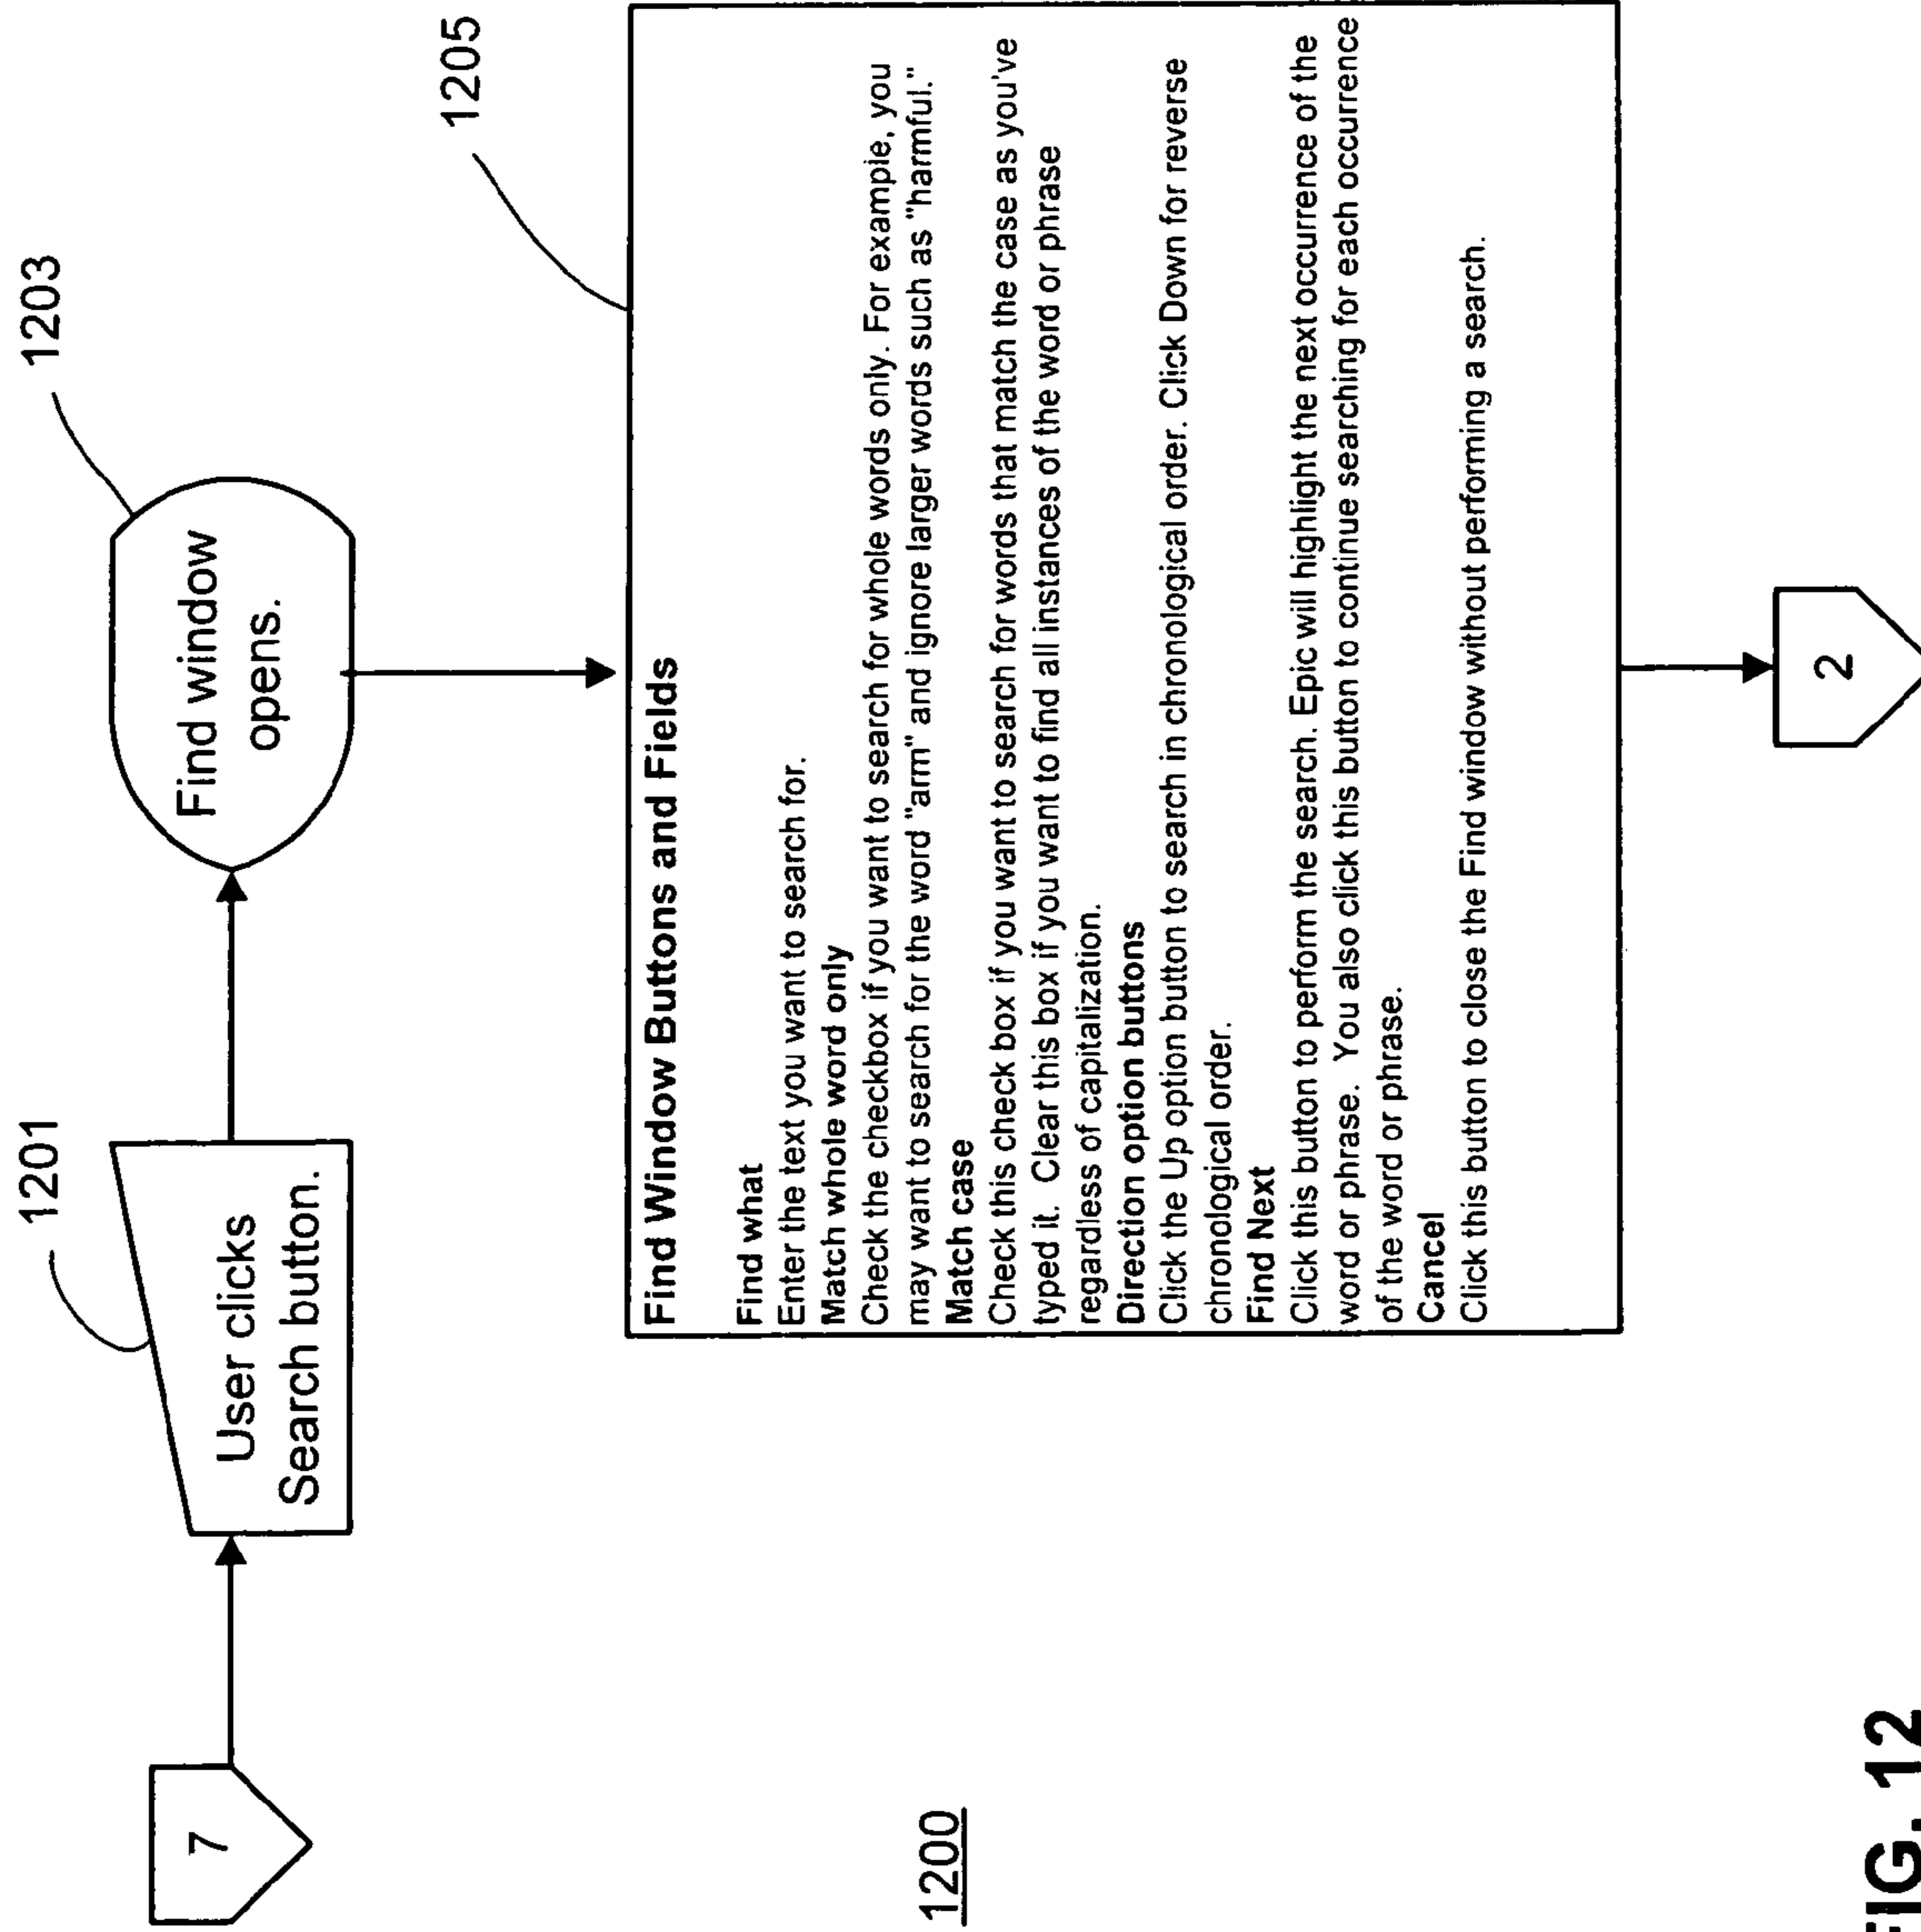 1201
1203
1205
7
User clicks
Search button.
Find window
opens.
Find Window Buttons and Fields
Find what
Enter the text you want to search for.
Match whole word only
Check the checkbox if you want to search for whole words only. For example, you
may want to search for the word "arm" and ignore larger words such as "harmful."
Match case
Check this check box if you want to search for words that match the case as you've
typed it. Clear this box if you want to find all instances of the word or phrase
regardless of capitalization.
Direction option buttons
Click the Up option button to search in chronological order. Click Down for reverse
chronological order.
Find Next
Click this button to perform the search. Epic will highlight the next occurrence of the
word or phrase. You also click this button to continue searching for each occurrence
of the word or phrase.
Cancel
Click this button to close the Find window without performing a search.
1200
2
FIG. 12